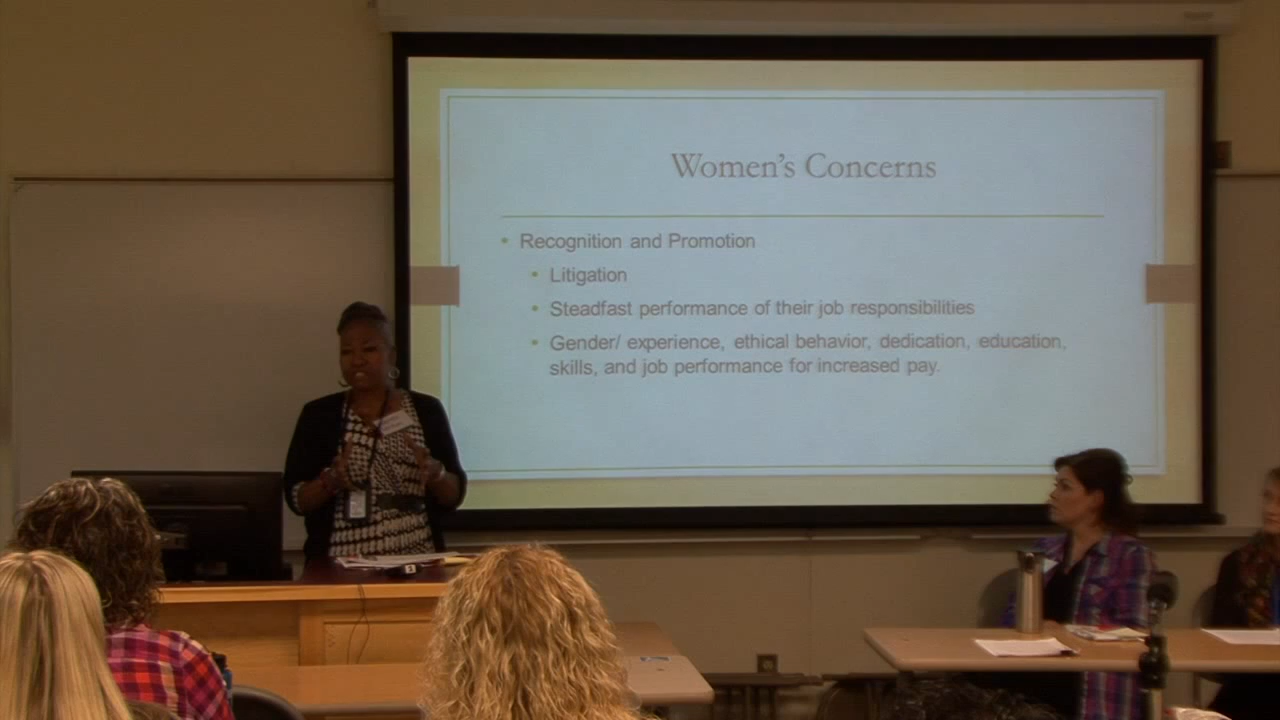 Women's Concerns
• Recognition and Promotion
• Litigation
• Steadfast performance of their job responsibilities
• Gender/ experience, ethical behavior, dedication, education,
skills, and job performance for increased pay.